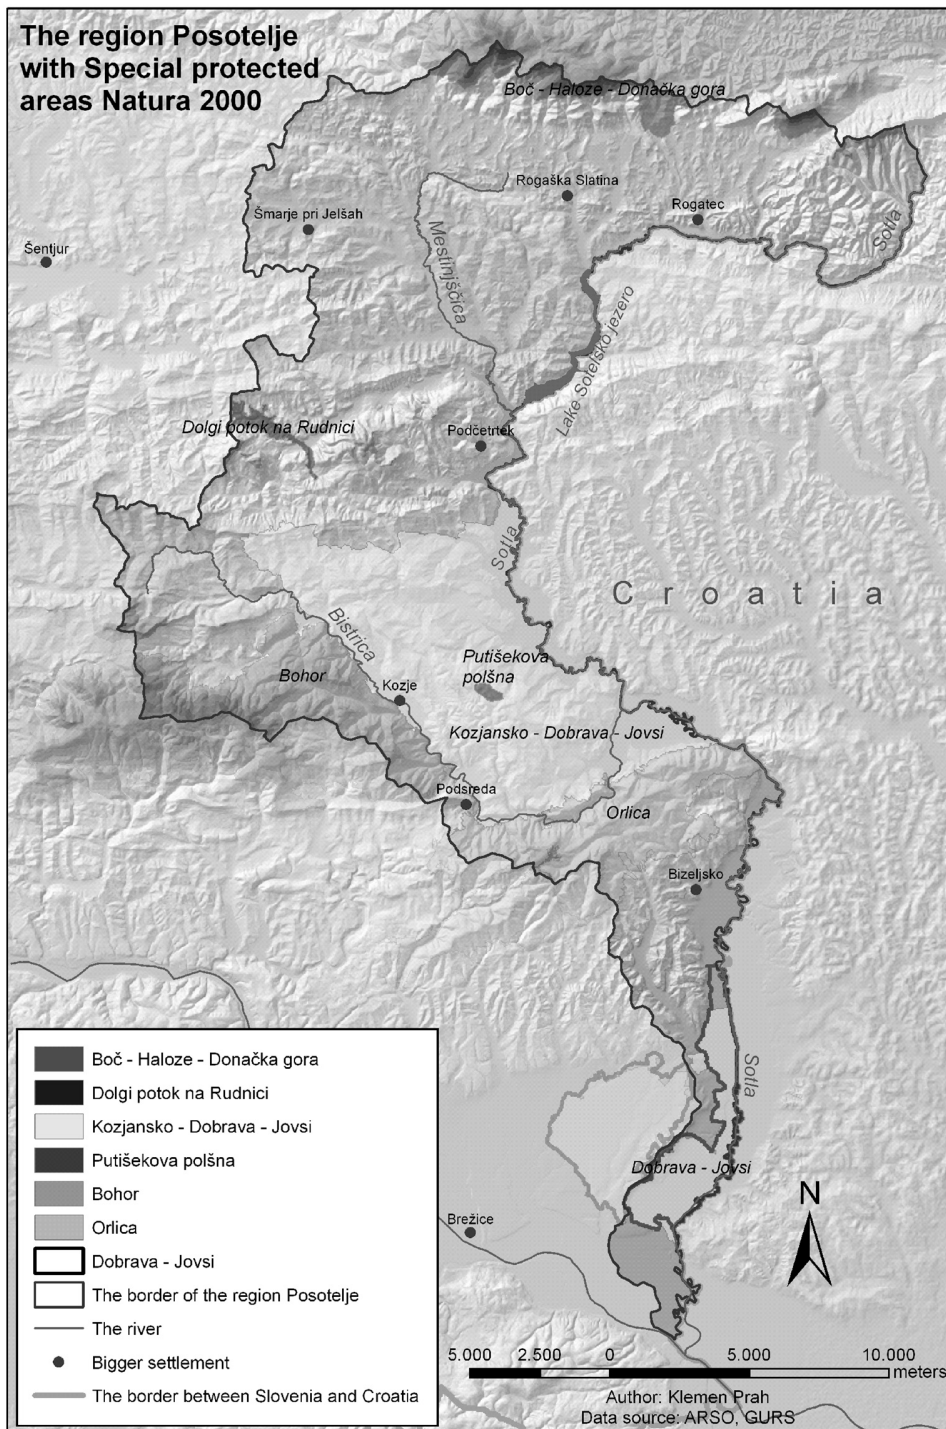 The region Posotelje
with Special protected
areas Natura 2000
Boč - Haloze - Donačka gora
Rogaška Slatina
Rogatec
Šmarje pri Jelšah
Šentjur
Sotla
Mestinjščica
Lake Sotelsko jezero
Dolgi potok na Rudnici
Podčetrtek
Sotla
Croatia
Bistrica
Putišekova
polšna
Bohor
Kozje
Kozjansko - Dobrava - Jovsi
Podsreda
Orlica
Bizeljsko
Sotla
Dobrava - Jovsi
Brežice
N
Boč - Haloze - Donačka gora
Dolgi potok na Rudnici
Kozjansko - Dobrava - Jovsi
Putišekova polšna
Bohor
Orlica
Dobrava - Jovsi
The border of the region Posotelje
The river
Bigger settlement
The border between Slovenia and Croatia
5.000 2.500 0 5.000 10.000
meters
Author: Klemen Prah
Data source: ARSO, GURS